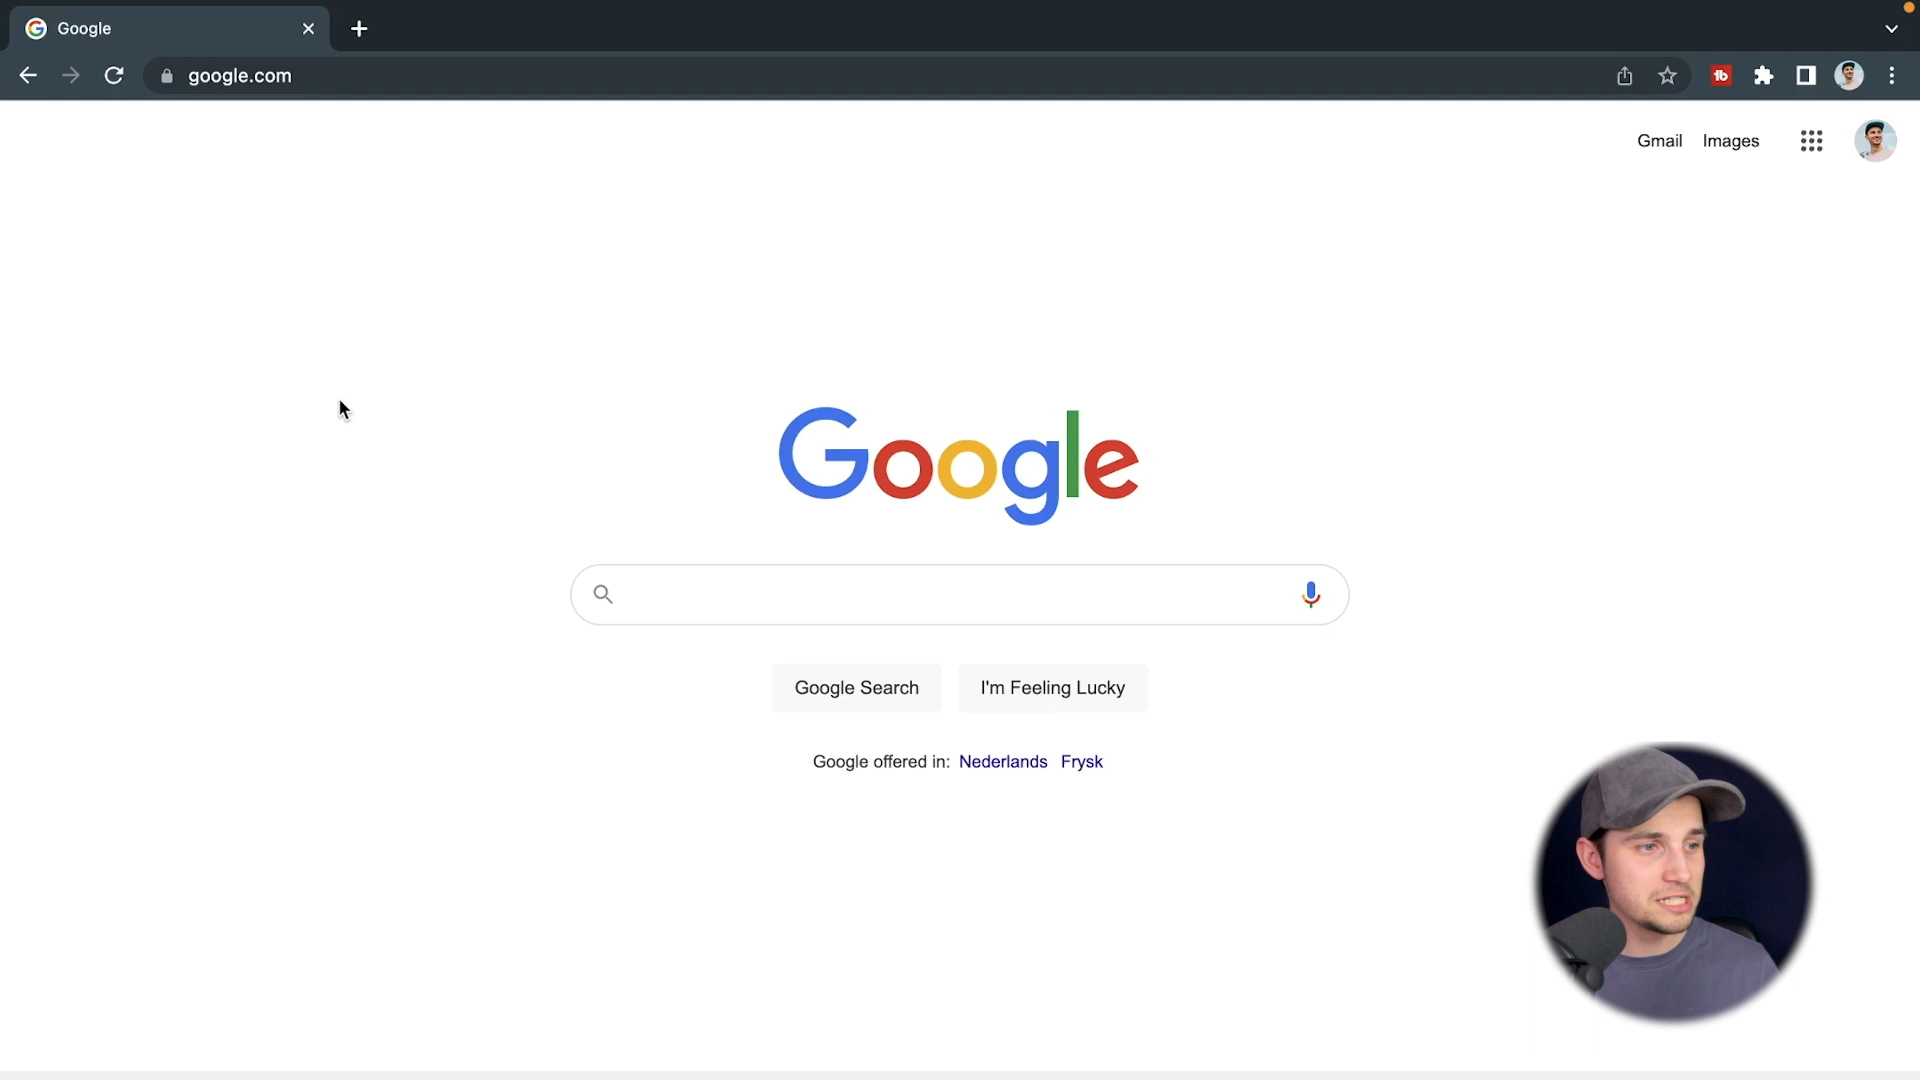 Google
google.com
Gmail Images
Google
Google Search I'm Feeling Lucky
Google offered in: Nederlands Frysk